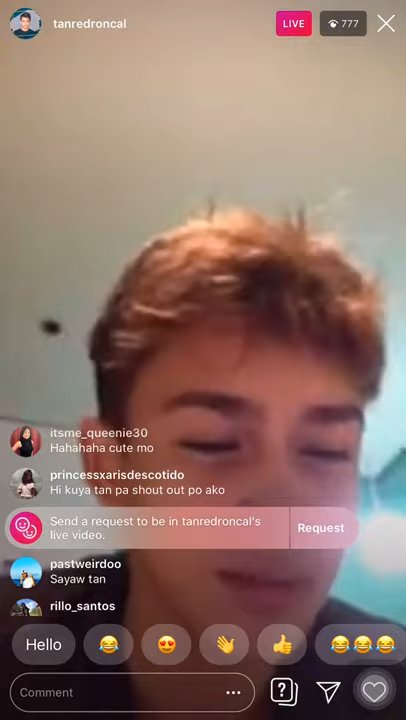 tanredroncal
LIVE
777
itsme_queenie30
Hahahaha cute mo
princessxarisdescotido
Hi kuya tan pa shout out po ako
Send a request to be in tanredroncal's
live video.
Request
pastweirdoo
Sayaw tan
rillo_santos
Hello
Comment